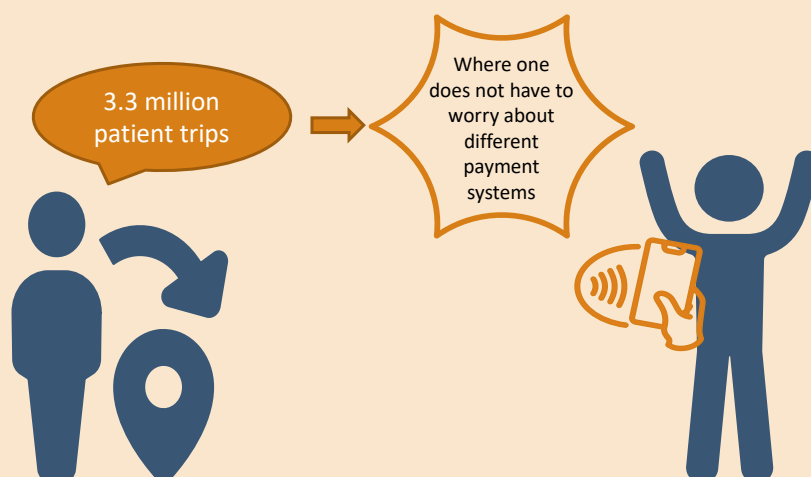 3.3 million
patient trips
Where one
does not have to
worry about
different
payment
systems